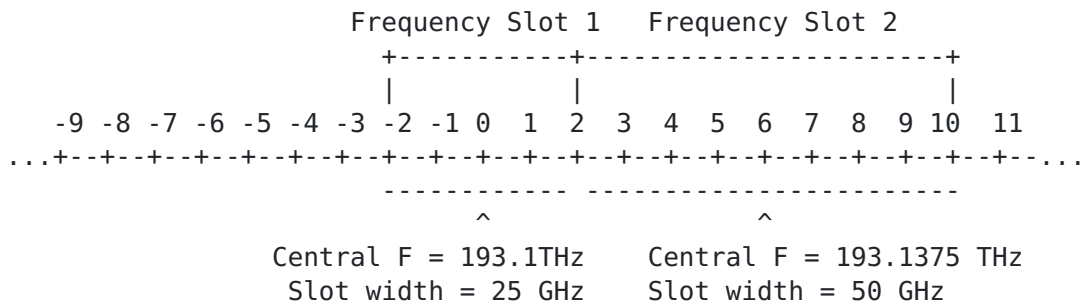 Frequency Slot 1   Frequency Slot 2
                        +-----------+-----------------------+
                        |           |                       |
   -9 -8 -7 -6 -5 -4 -3 -2 -1 0  1  2  3  4  5  6  7  8  9 10  11
...+--+--+--+--+--+--+--+--+--+--+--+--+--+--+--+--+--+--+--+--+--...
                        ------------ ------------------------
                              ^                 ^
                 Central F = 193.1THz    Central F = 193.1375 THz
                  Slot width = 25 GHz    Slot width = 50 GHz